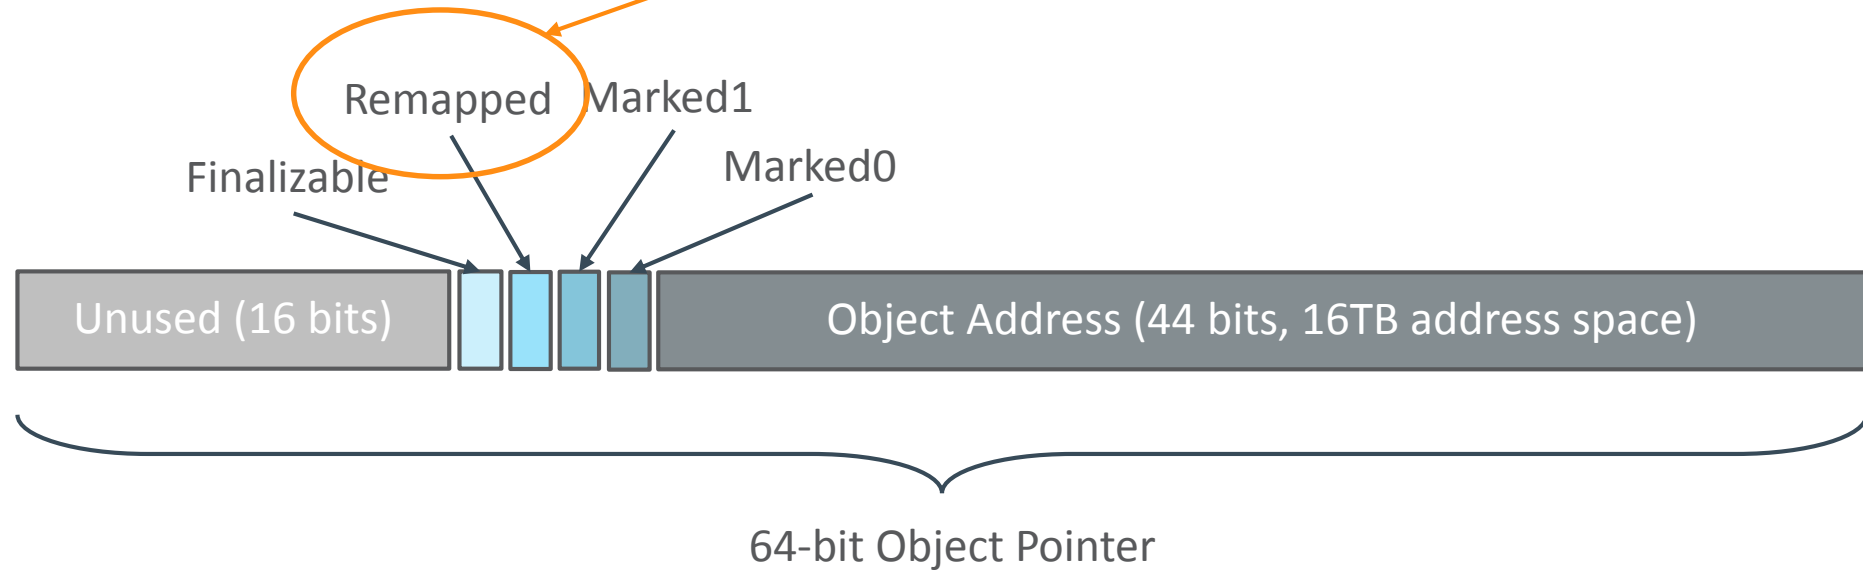 Remapped
Marked1
Finalizable
Marked0
Unused (16 bits)
Object Address (44 bits, 16TB address space)
64-bit Object Pointer